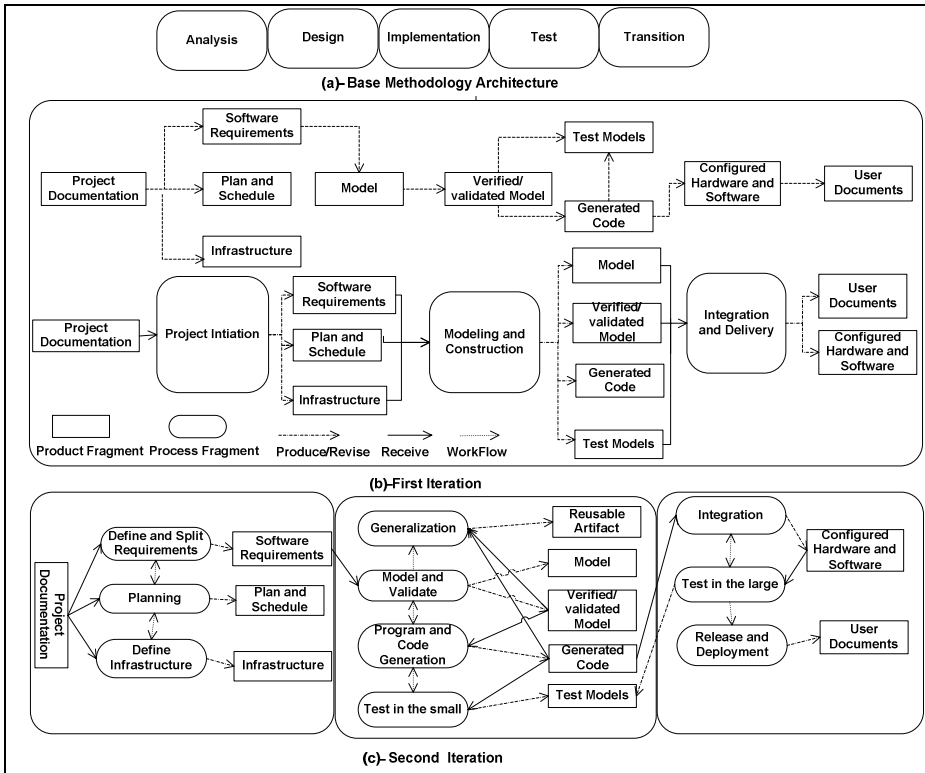 Analysis
Design
Implementation
Test
Transition
(a)-Base Methodology Architecture
Software
Requirements
Test Models
Project
Documentation
Plan and
Schedule
Model
Verified/
validated Model
Configured
Hardware and
Software
User
Documents
Generated
Code
Infrastructure
Project
Documentation
Project Intiation
Software
Requirements
Plan and
Schedule
Infrastructure
Modeling and
Construction
Model
Verified/
validated
Model
Generated
Code
Test Models
Integration
and Delivery
User
Documents
Configured
Hardware and
Software
Product Fragment
Process Fragment
Produce/Revise
Receive
WorkFlow
(b)-First Iteration
Project
Documentation
Define and Split
Requirements
Planning
Define
Infrastructure
Software
Requirements
Plan and
Schedule
Infrastructure
Generalization
Model and
Validate
Program and
Code
Generation
Test in the small
Reusable
Artifact
Model
Verified/
validated
Model
Generated
Code
Test Models
Integration
Test in the large
Release and
Deployment
Configured
Hardware and
Software
User
Documents
(c)-Second Iteration